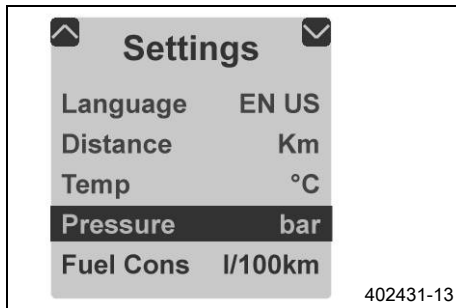 Settings
Language EN US
Distance Km
Temp °C
Pressure bar
Fuel Cons l/100km
402431-13